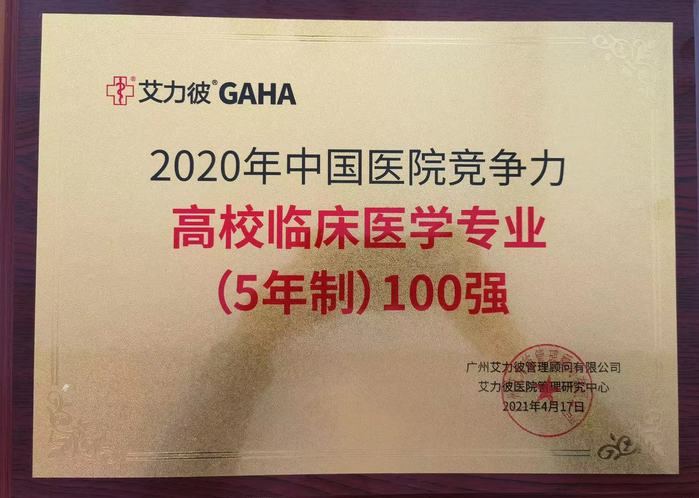 艾力彼®GAHA
2020年中国医院竞争力
高校临床医学专业
（5年制）100强
广州艾力彼管理顾问有限公司
艾力彼医院管理研究中心
2021年4月17日